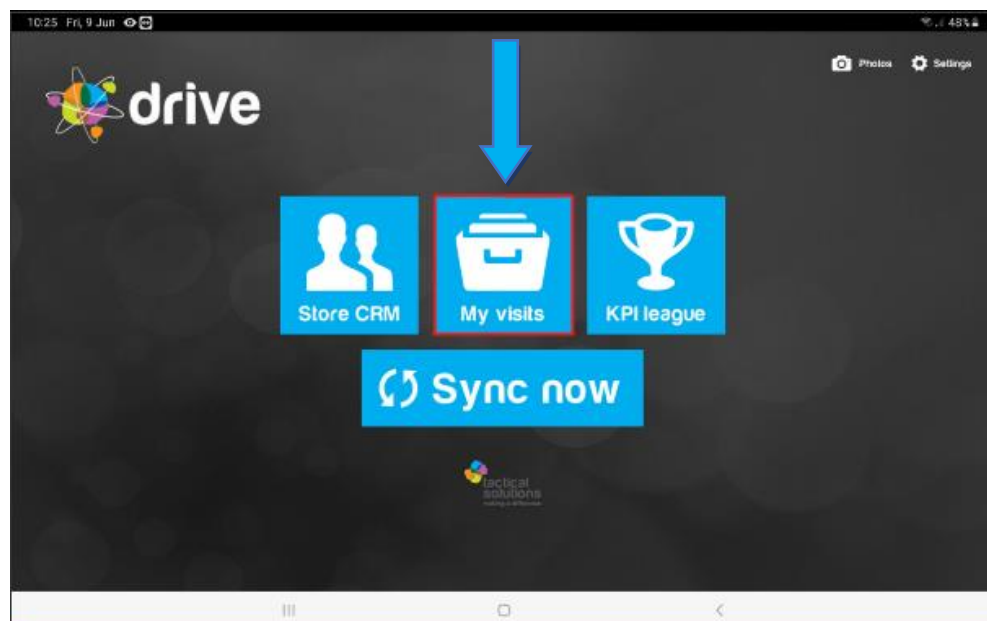 10:25 Fri, 9 Jun
48%
Photos
Settings
drive
Store CRM
My visits
KPI league
Sync now
tactical
solutions